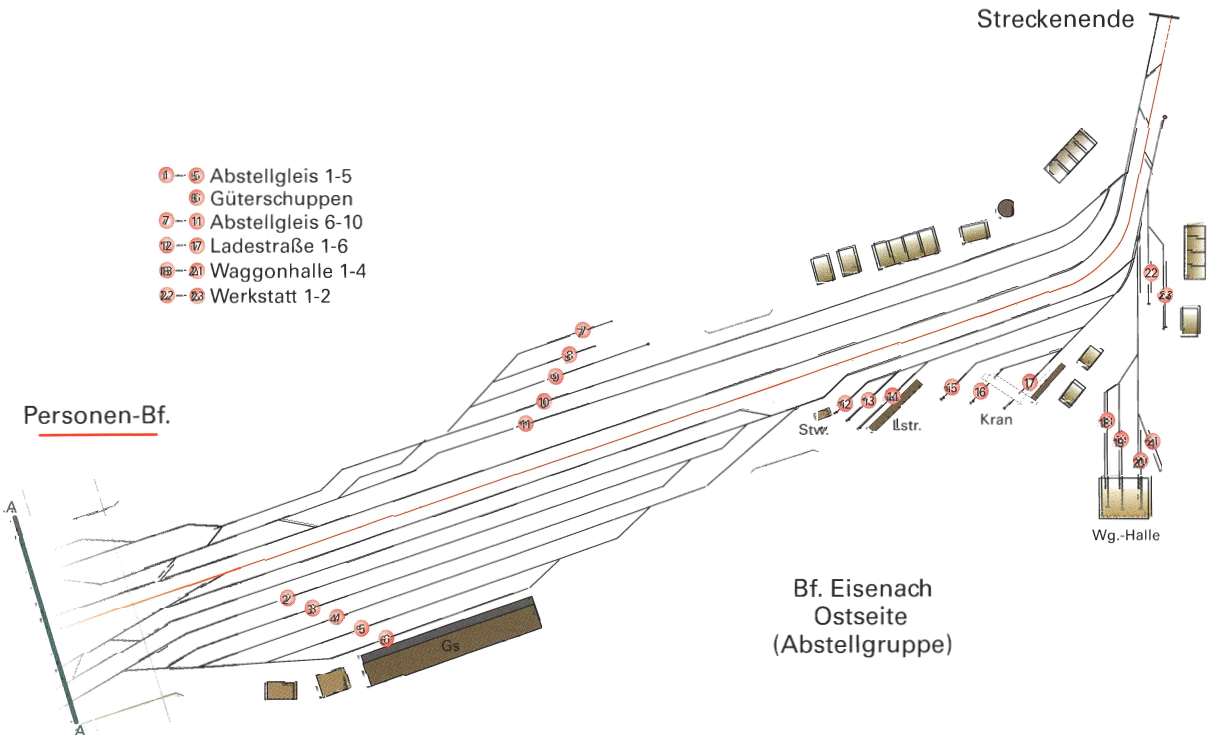 Streckenende
1 - 5 Abstellgleis 1-5
6 Güterschuppen
7 - 11 Abstellgleis 6-10
12 - 17 Ladestraße 1-6
18 - 21 Waggonhalle 1-4
22 - 23 Werkstatt 1-2
22
23
7
8
9
10
11
12
13
14
15
16
17
Personen-Bf.
Stw.
Lstr.
Kran
18
19
20
21
A
Wg.-Halle
2
3
4
5
6
Gs
Bf. Eisenach
Ostseite
(Abstellgruppe)
A